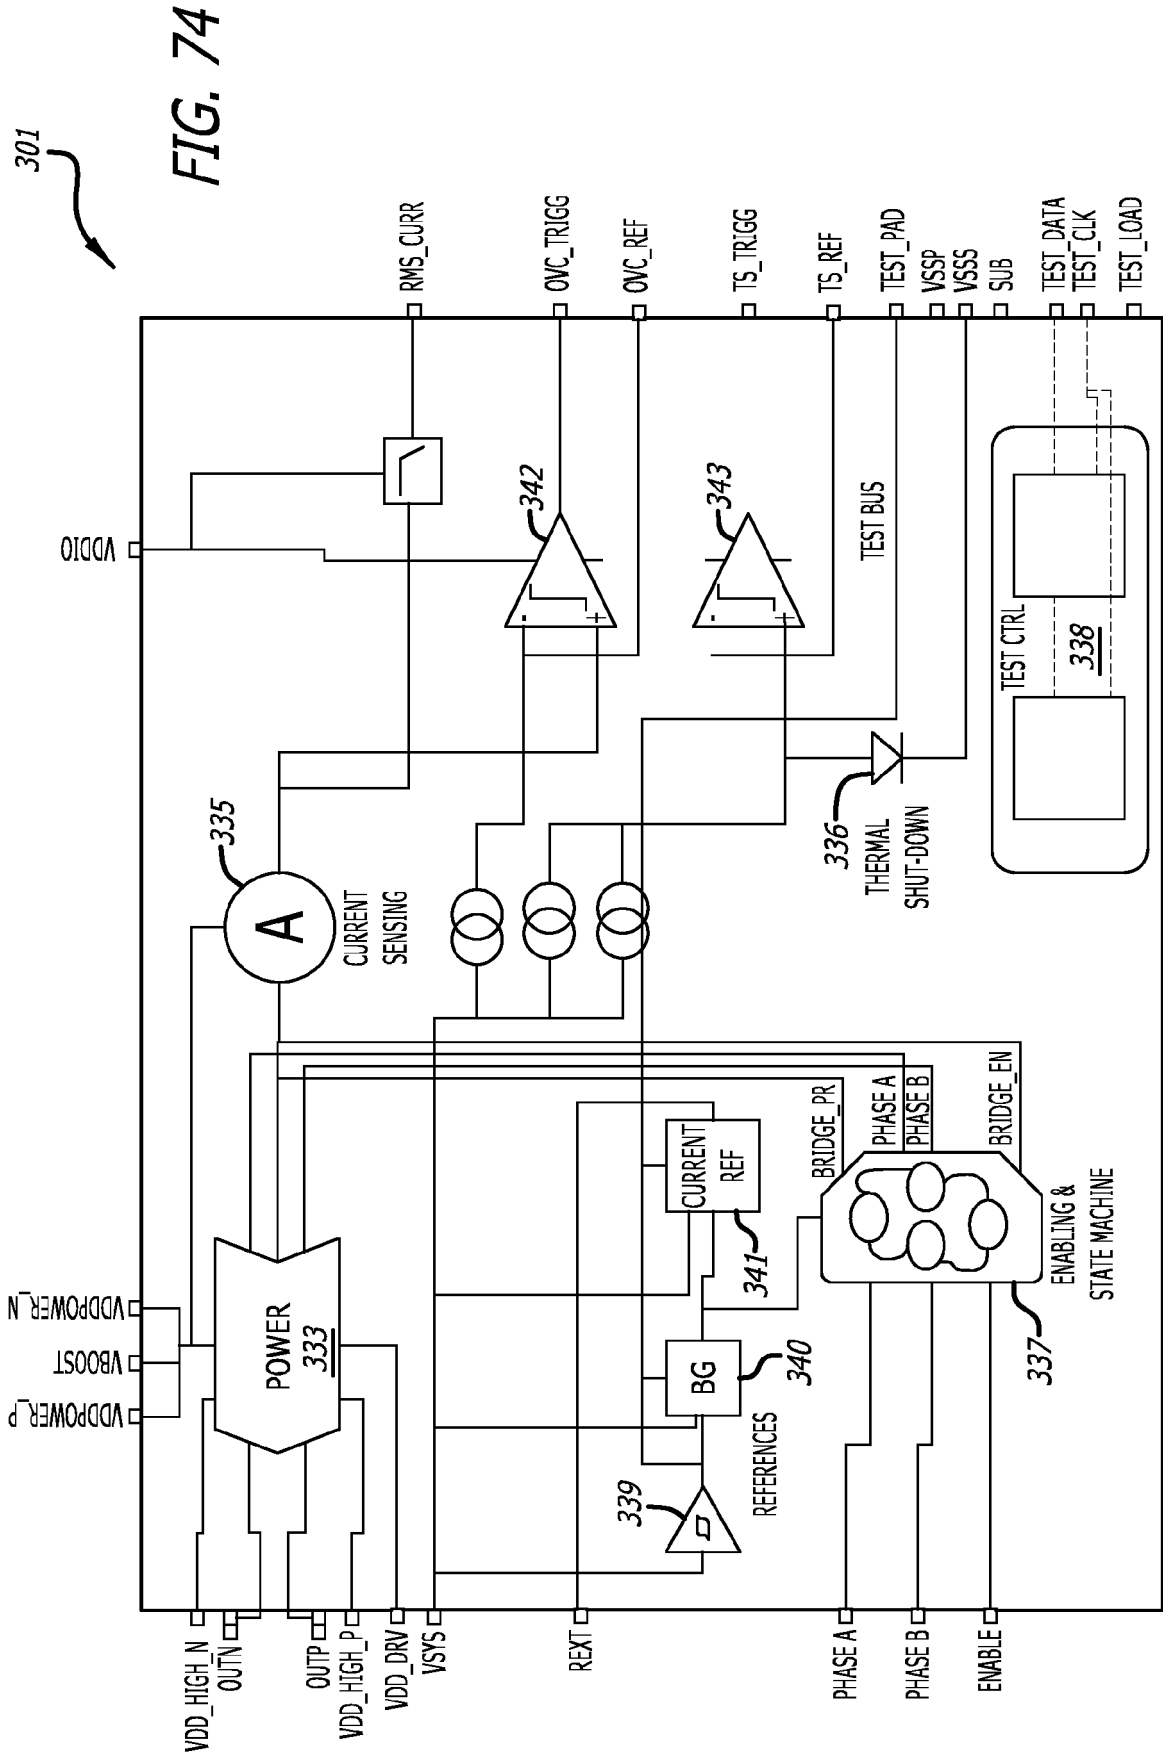 FIG. 74
301
VDDPOWER_P
VBOOST
VDDPOWER_N
VDDIO
VDD_HIGH_N
OUTN
OUTP
VDD_HIGH_P
VDD_DRV
VSYS
REXT
PHASE A
PHASE B
ENABLE
POWER
333
A
335
CURRENT
SENSING
RMS_CURR
OVC_TRIGG
OVC_REF
TS_TRIGG
TS_REF
TEST_PAD
VSSP
VSSS
SUB
TEST_DATA
TEST_CLK
TEST_LOAD
-
+
342
-
+
343
TEST BUS
339
REFERENCES
BG
340
CURRENT
REF
341
BRIDGE_PR
PHASE A
PHASE B
BRIDGE_EN
337
ENABLING &
STATE MACHINE
336
THERMAL
SHUT-DOWN
TEST CTRL
338